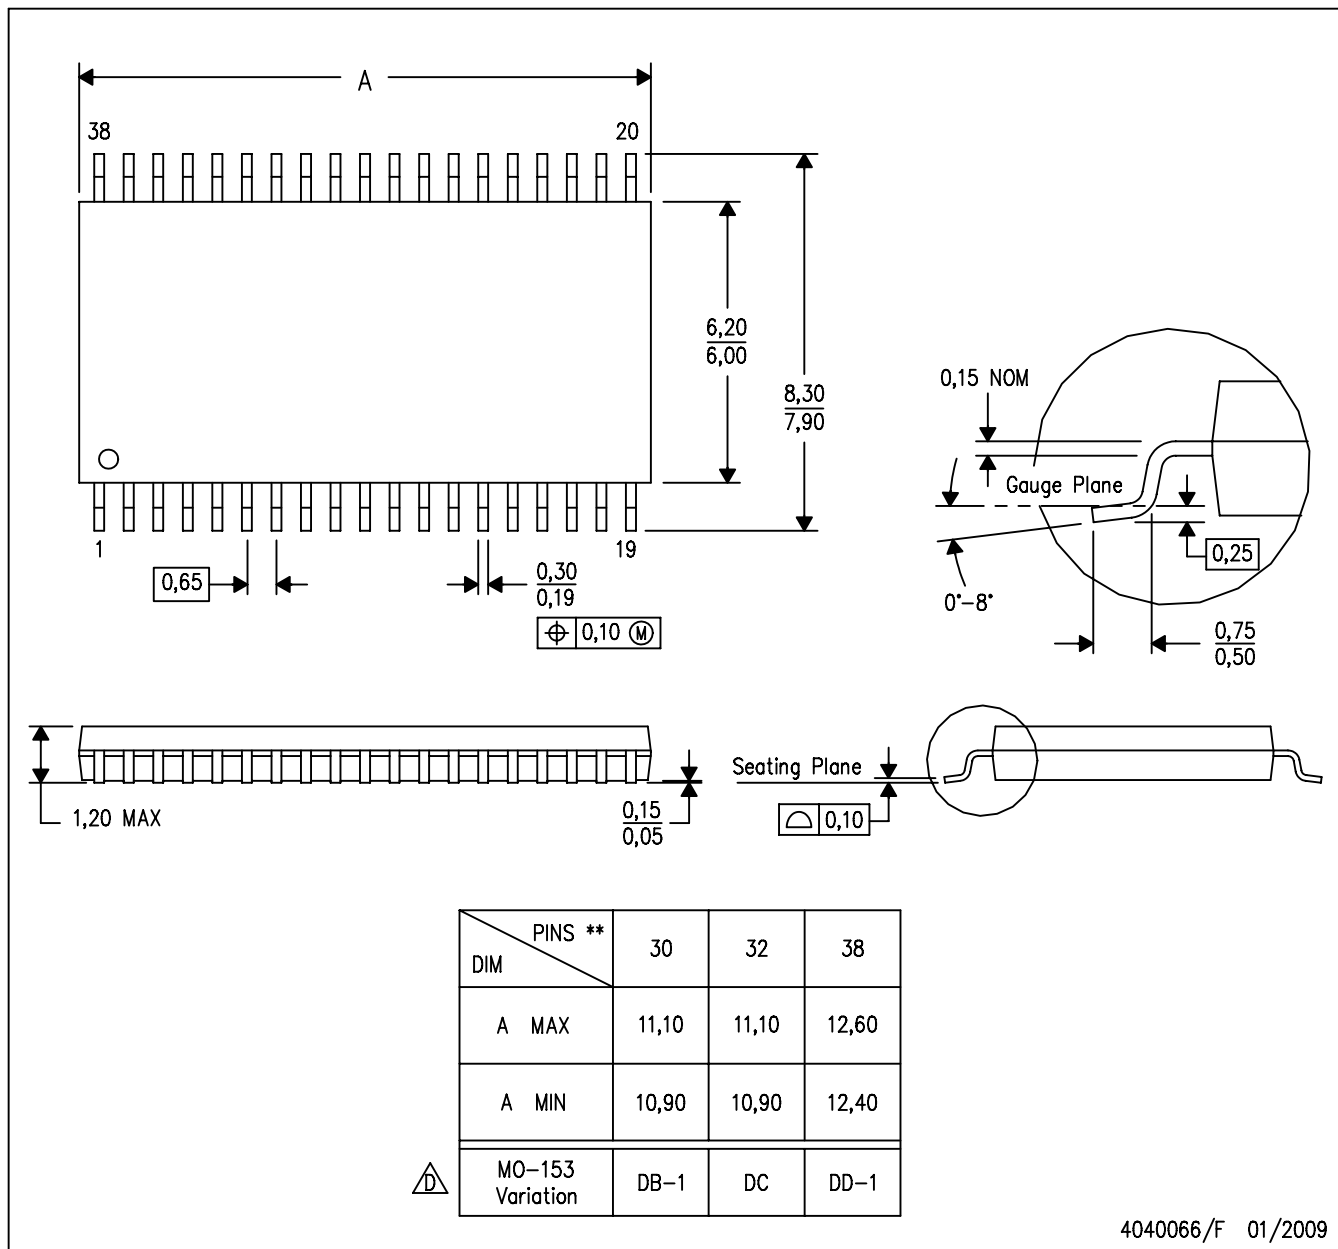 A
38
20
6,20
6,00
8,30
7,90
1
19
0,65
0,30
0,19
0,10 Ⓜ
0,15 NOM
Gauge Plane
0,25
0°–8°
0,75
0,50
1,20 MAX
0,15
0,05
Seating Plane
0,10
PINS **
DIM
30 32 38
A MAX 11,10 11,10 12,60
A MIN 10,90 10,90 12,40
D
MO–153
Variation
DB–1 DC DD–1
4040066/F 01/2009